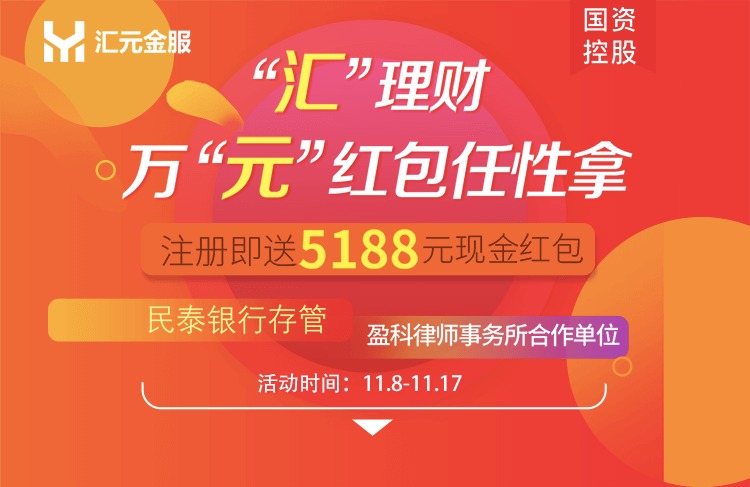 汇元金服
国资
控股
“汇”理财
万“元”红包任性拿
注册即送5188元现金红包
民泰银行存管
盈科律师事务所合作单位
活动时间：11.8-11.17